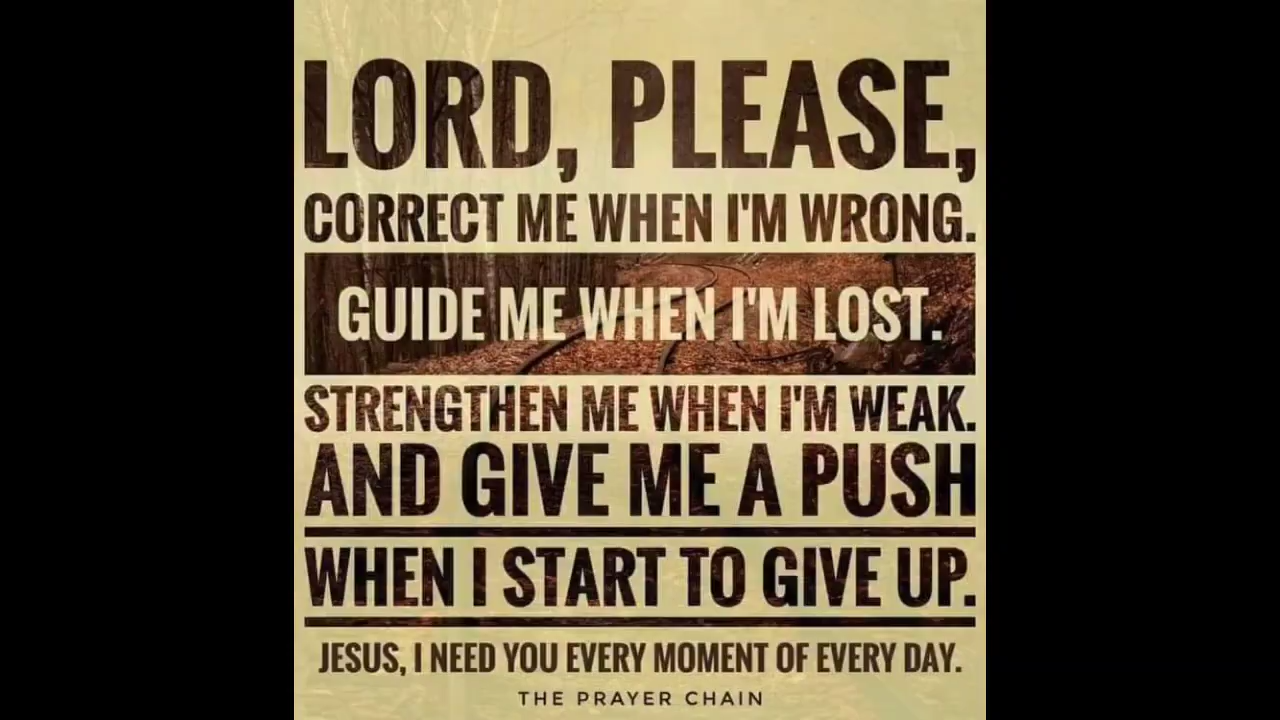 LORD, PLEASE,
CORRECT ME WHEN I'M WRONG.
GUIDE ME WHEN I'M LOST.
STRENGTHEN ME WHEN I'M WEAK.
AND GIVE ME A PUSH
WHEN I START TO GIVE UP.
JESUS, I NEED YOU EVERY MOMENT OF EVERY DAY.
THE PRAYER CHAIN